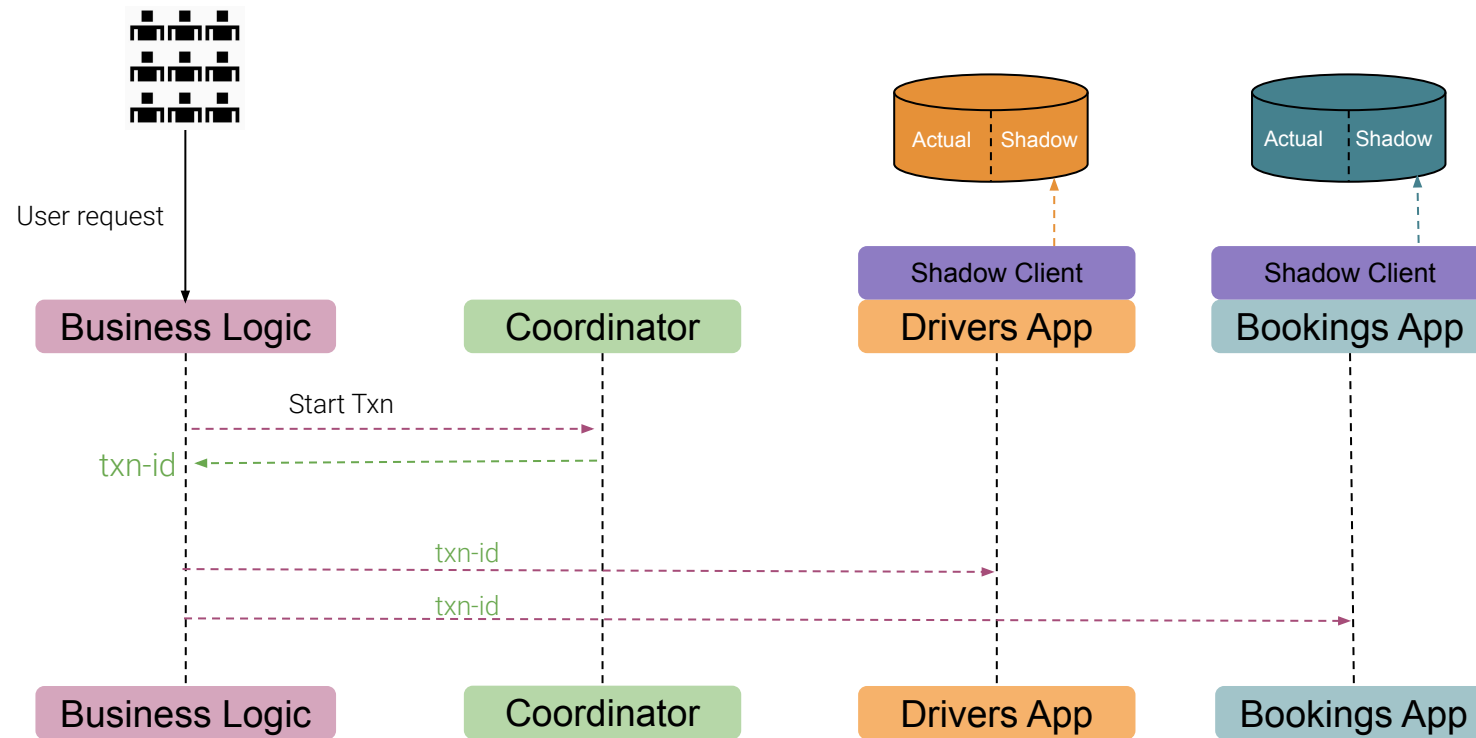 Actual
Shadow
Actual
Shadow
User request
Shadow Client
Shadow Client
Business Logic
Coordinator
Drivers App
Bookings App
Start Txn
txn-id
txn-id
txn-id
Business Logic
Coordinator
Drivers App
Bookings App